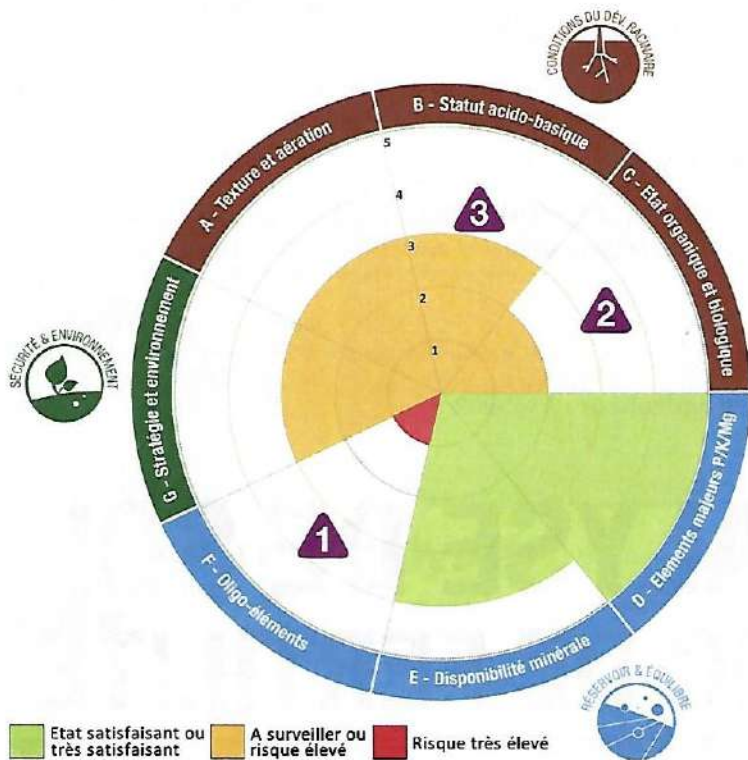 CONDITIONS DU DÉV. RACINAIRE
B - Statut acido-basique
A - Texture et aération
C - Etat organique et biologique
5
4
3
3
2
2
1
SÉCURITÉ & ENVIRONNEMENT
G - Stratégie et environnement
1
F - Oligo-éléments
E - Disponibilité minérale
D - Elements majeurs P/K/Mg
RÉSERVOIR & ÉQUILIBRE
Etat satisfaisant ou
très satisfaisant
A surveiller ou
risque élevé
Risque très élevé